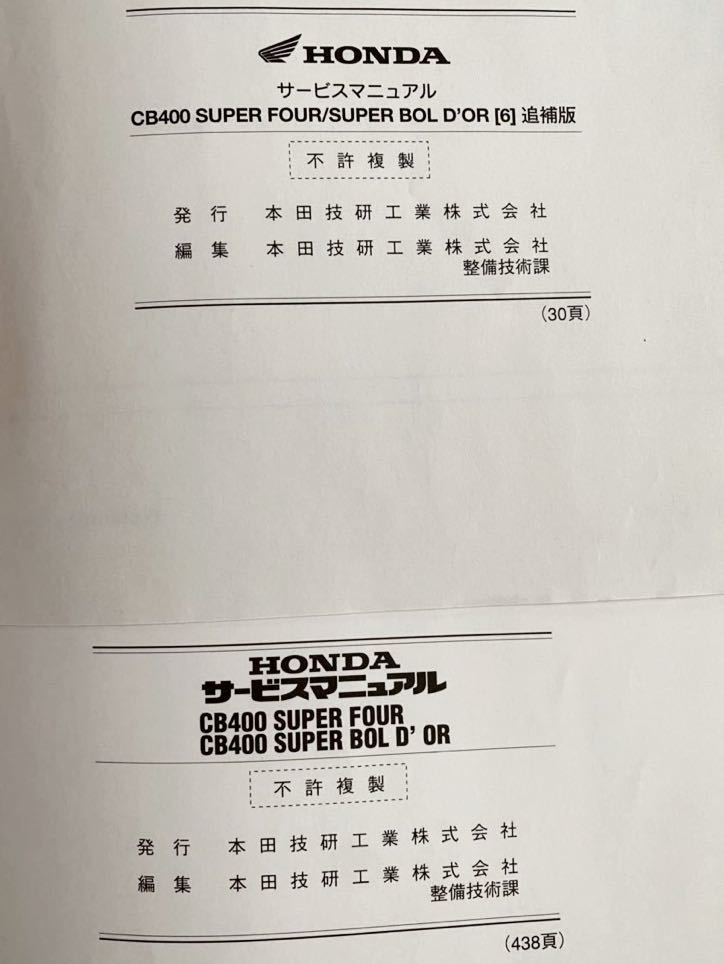 HONDA
サービスマニュアル
CB400 SUPER FOUR/SUPER BOL D'OR [6] 追補版
不許複製
発行 本田技研工業株式会社
編集 本田技研工業株式会社
整備技術課
(30頁)
HONDA
サービスマニュアル
CB400 SUPER FOUR
CB400 SUPER BOL D' OR
不許複製
発行 本田技研工業株式会社
編集 本田技研工業株式会社
整備技術課
(438頁)